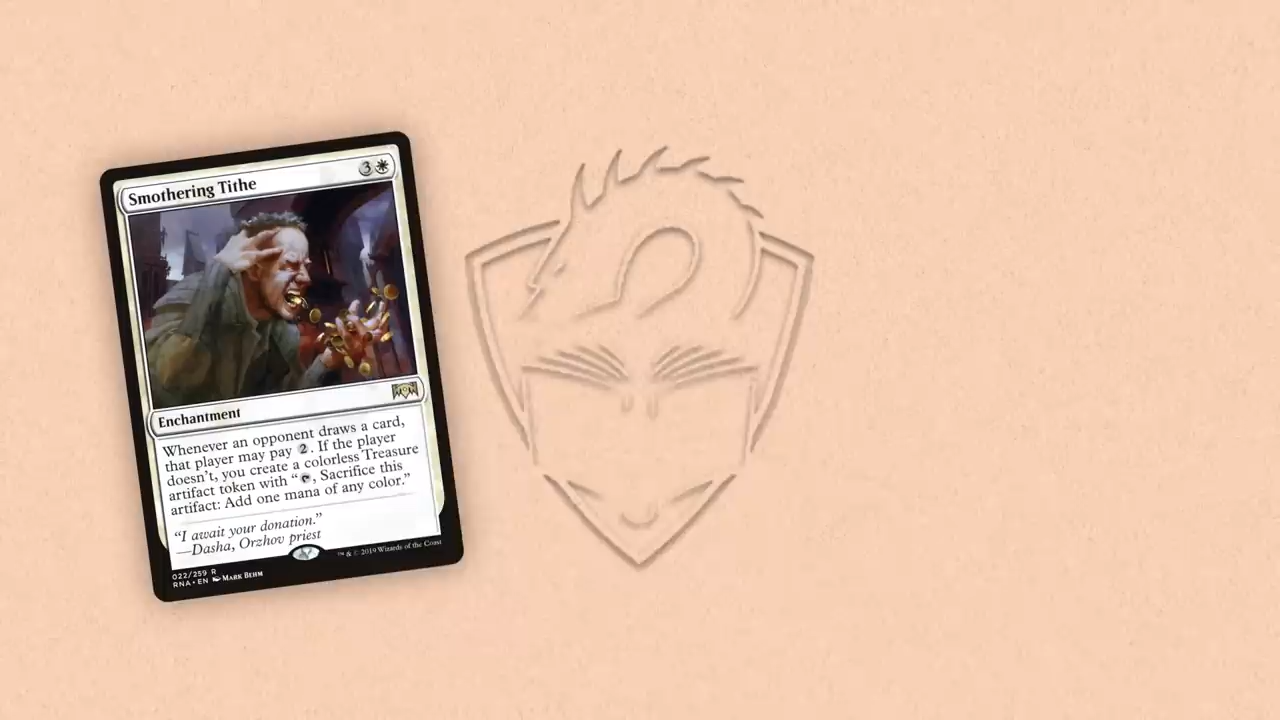 Smothering Tithe
3
Enchantment
Whenever an opponent draws a card,
that player may pay 2. If the player
doesn't, you create a colorless Treasure
artifact token with “, Sacrifice this
artifact: Add one mana of any color.”
“I await your donation.”
—Dasha, Orzhov priest
022/259 R
RNA • EN Mark Behm
™ & © 2019 Wizards of the Coast